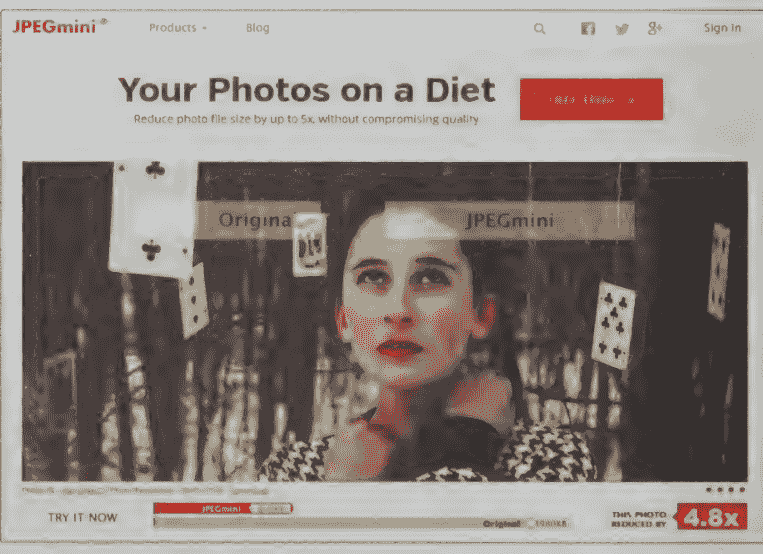 JPEGmini®
Products Blog Sign In
Your Photos on a Diet
Reduce photo file size by up to 5x, without compromising quality
Origina JPEGmini
TRY IT NOW
JPEGmini
Original
THIS PHOTO
REDUCED BY
4.8x